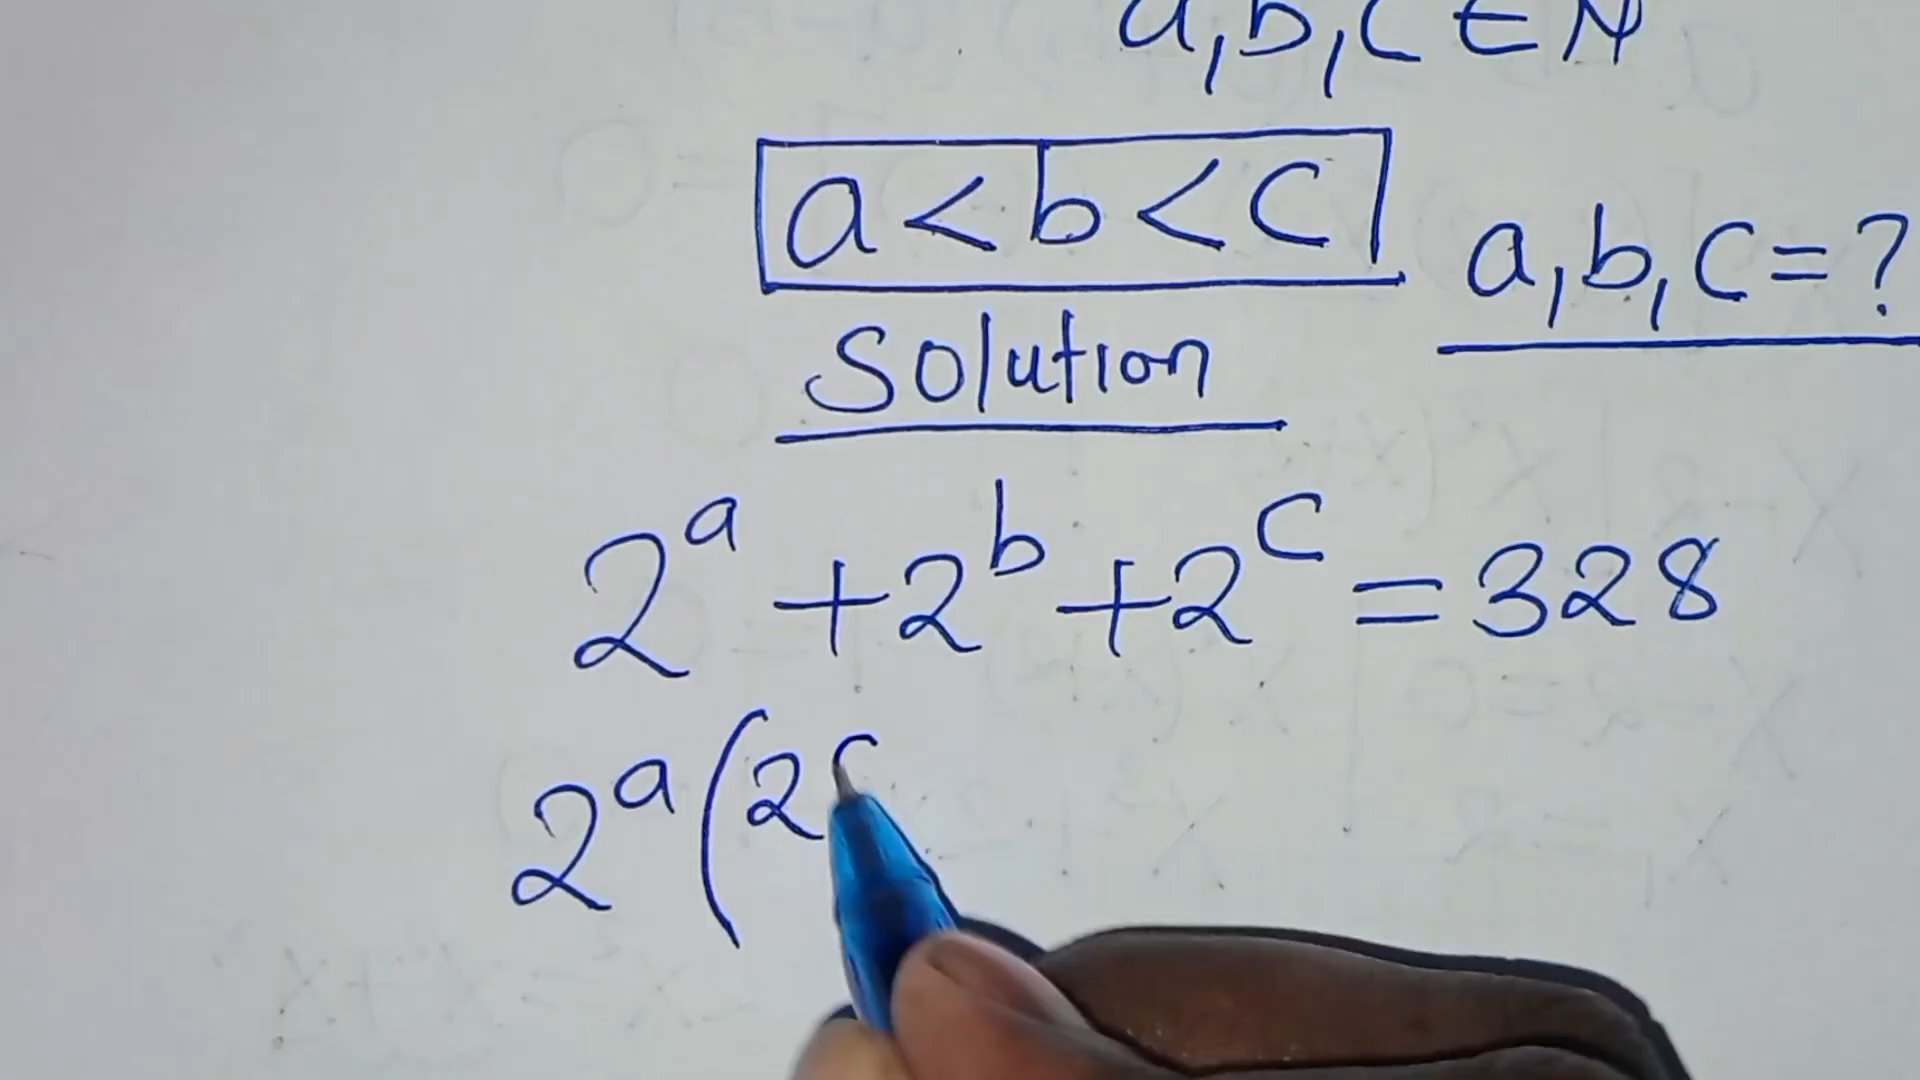 a,b,c ∈ N
a<b<c
a,b,c=?
Solution
2^a +2^b +2^c =328
2^a(2